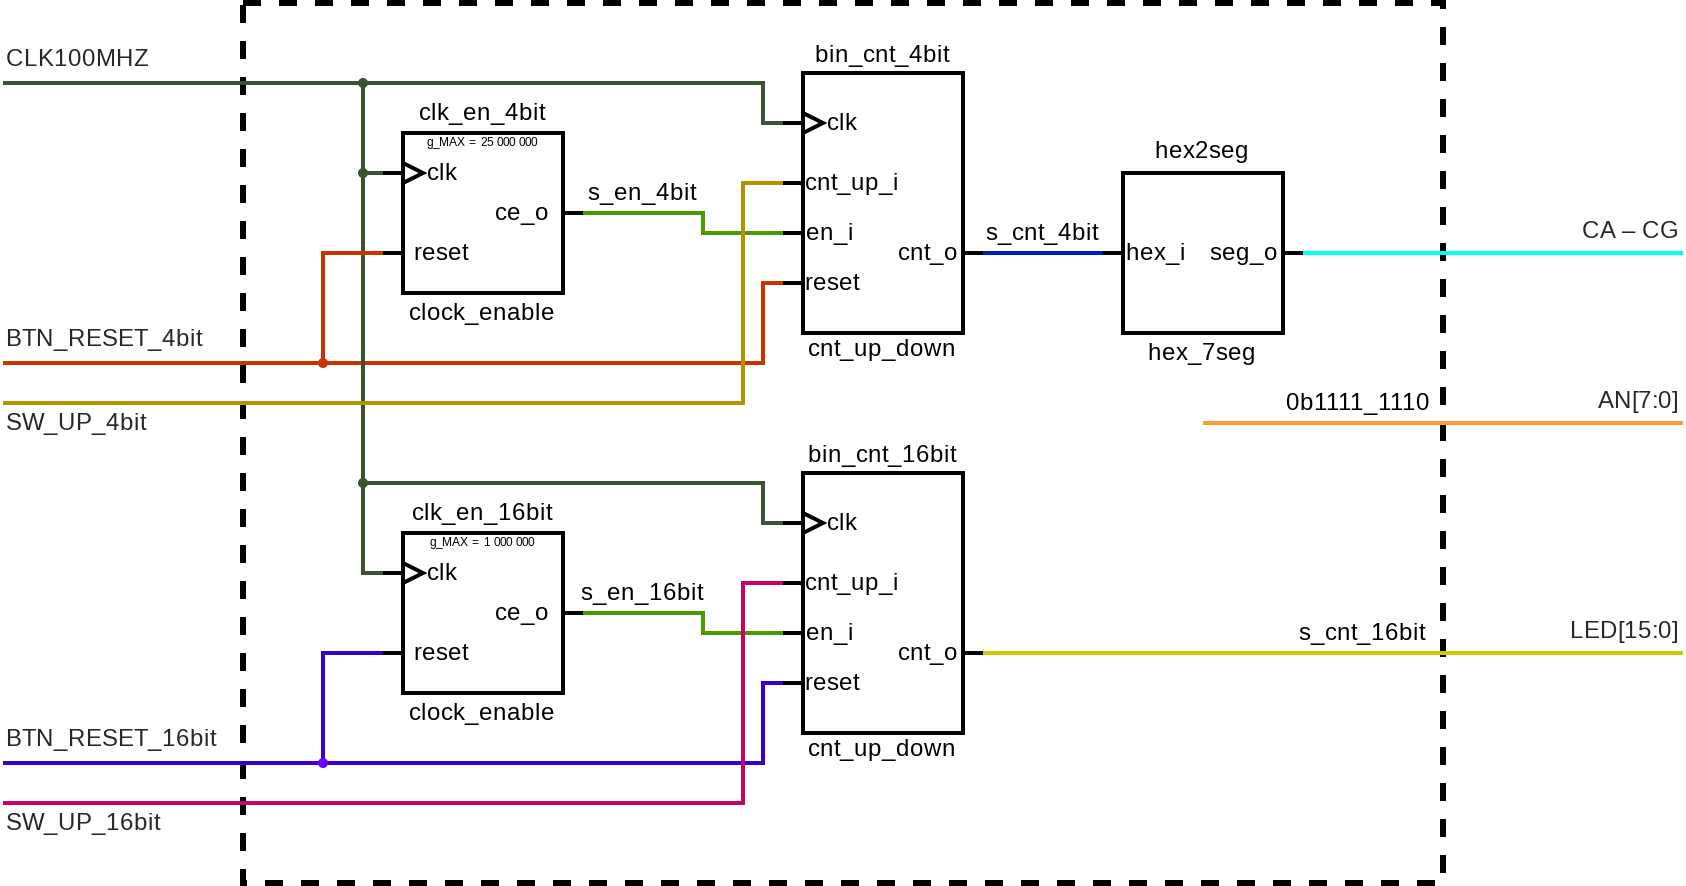 CLK100MHZ
bin_cnt_4bit
clk_en_4bit
g_MAX = 25 000 000
clk
ce_o
reset
clock_enable
s_en_4bit
clk
cnt_up_i
en_i
cnt_o
reset
cnt_up_down
s_cnt_4bit
hex2seg
hex_i
seg_o
hex_7seg
CA – CG
BTN_RESET_4bit
SW_UP_4bit
0b1111_1110
AN[7:0]
bin_cnt_16bit
clk_en_16bit
g_MAX = 1 000 000
clk
ce_o
reset
clock_enable
s_en_16bit
clk
cnt_up_i
en_i
cnt_o
reset
cnt_up_down
s_cnt_16bit
LED[15:0]
BTN_RESET_16bit
SW_UP_16bit